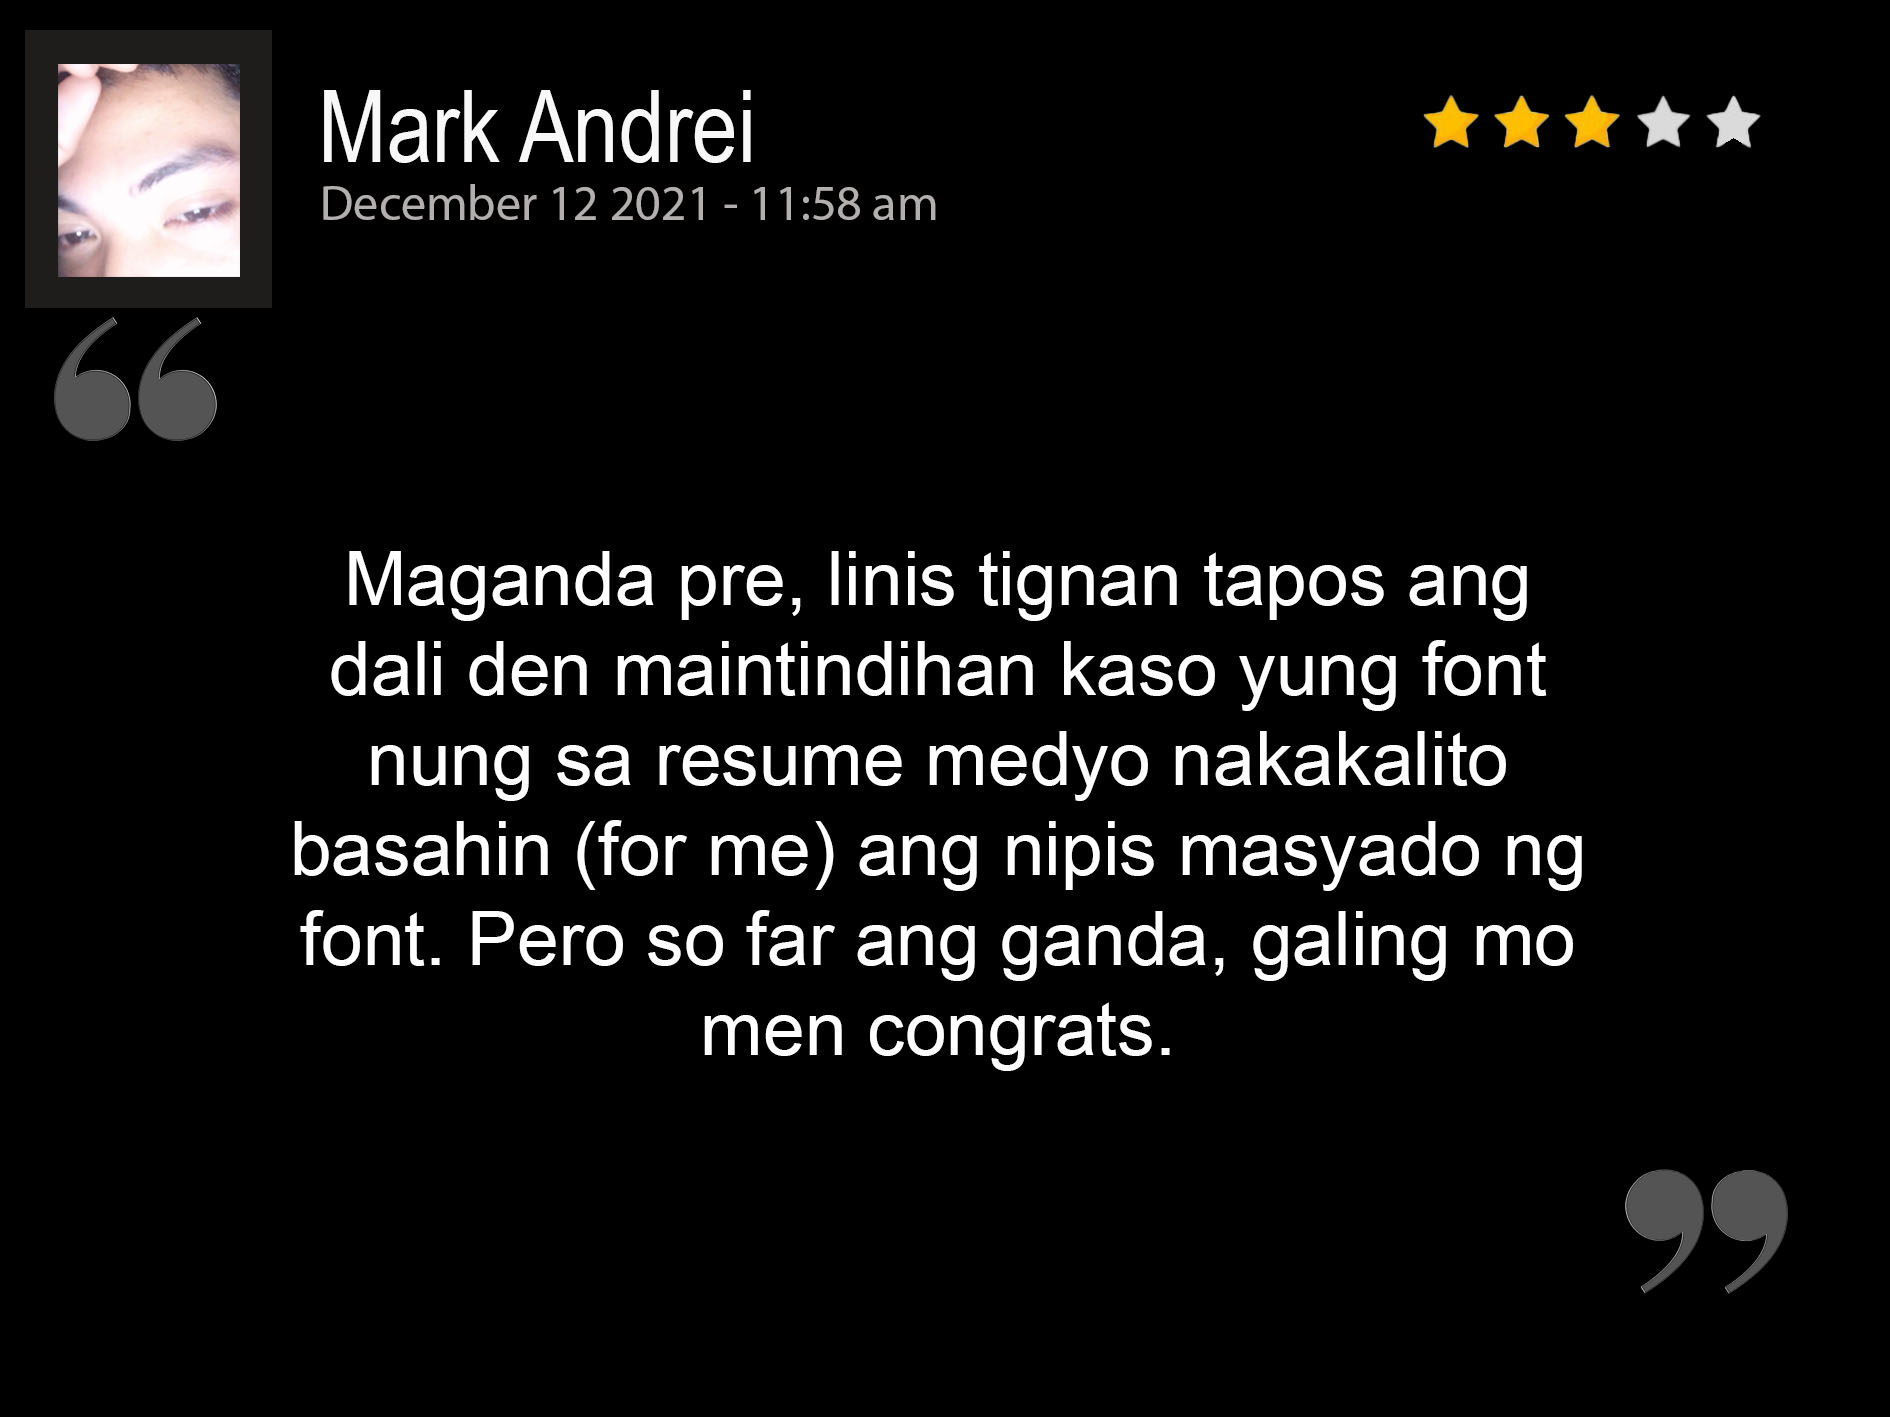 Mark Andrei
December 12 2021 - 11:58 am
“
Maganda pre, linis tignan tapos ang
dali den maintindihan kaso yung font
nung sa resume medyo nakakalito
basahin (for me) ang nipis masyado ng
font. Pero so far ang ganda, galing mo
men congrats.
”